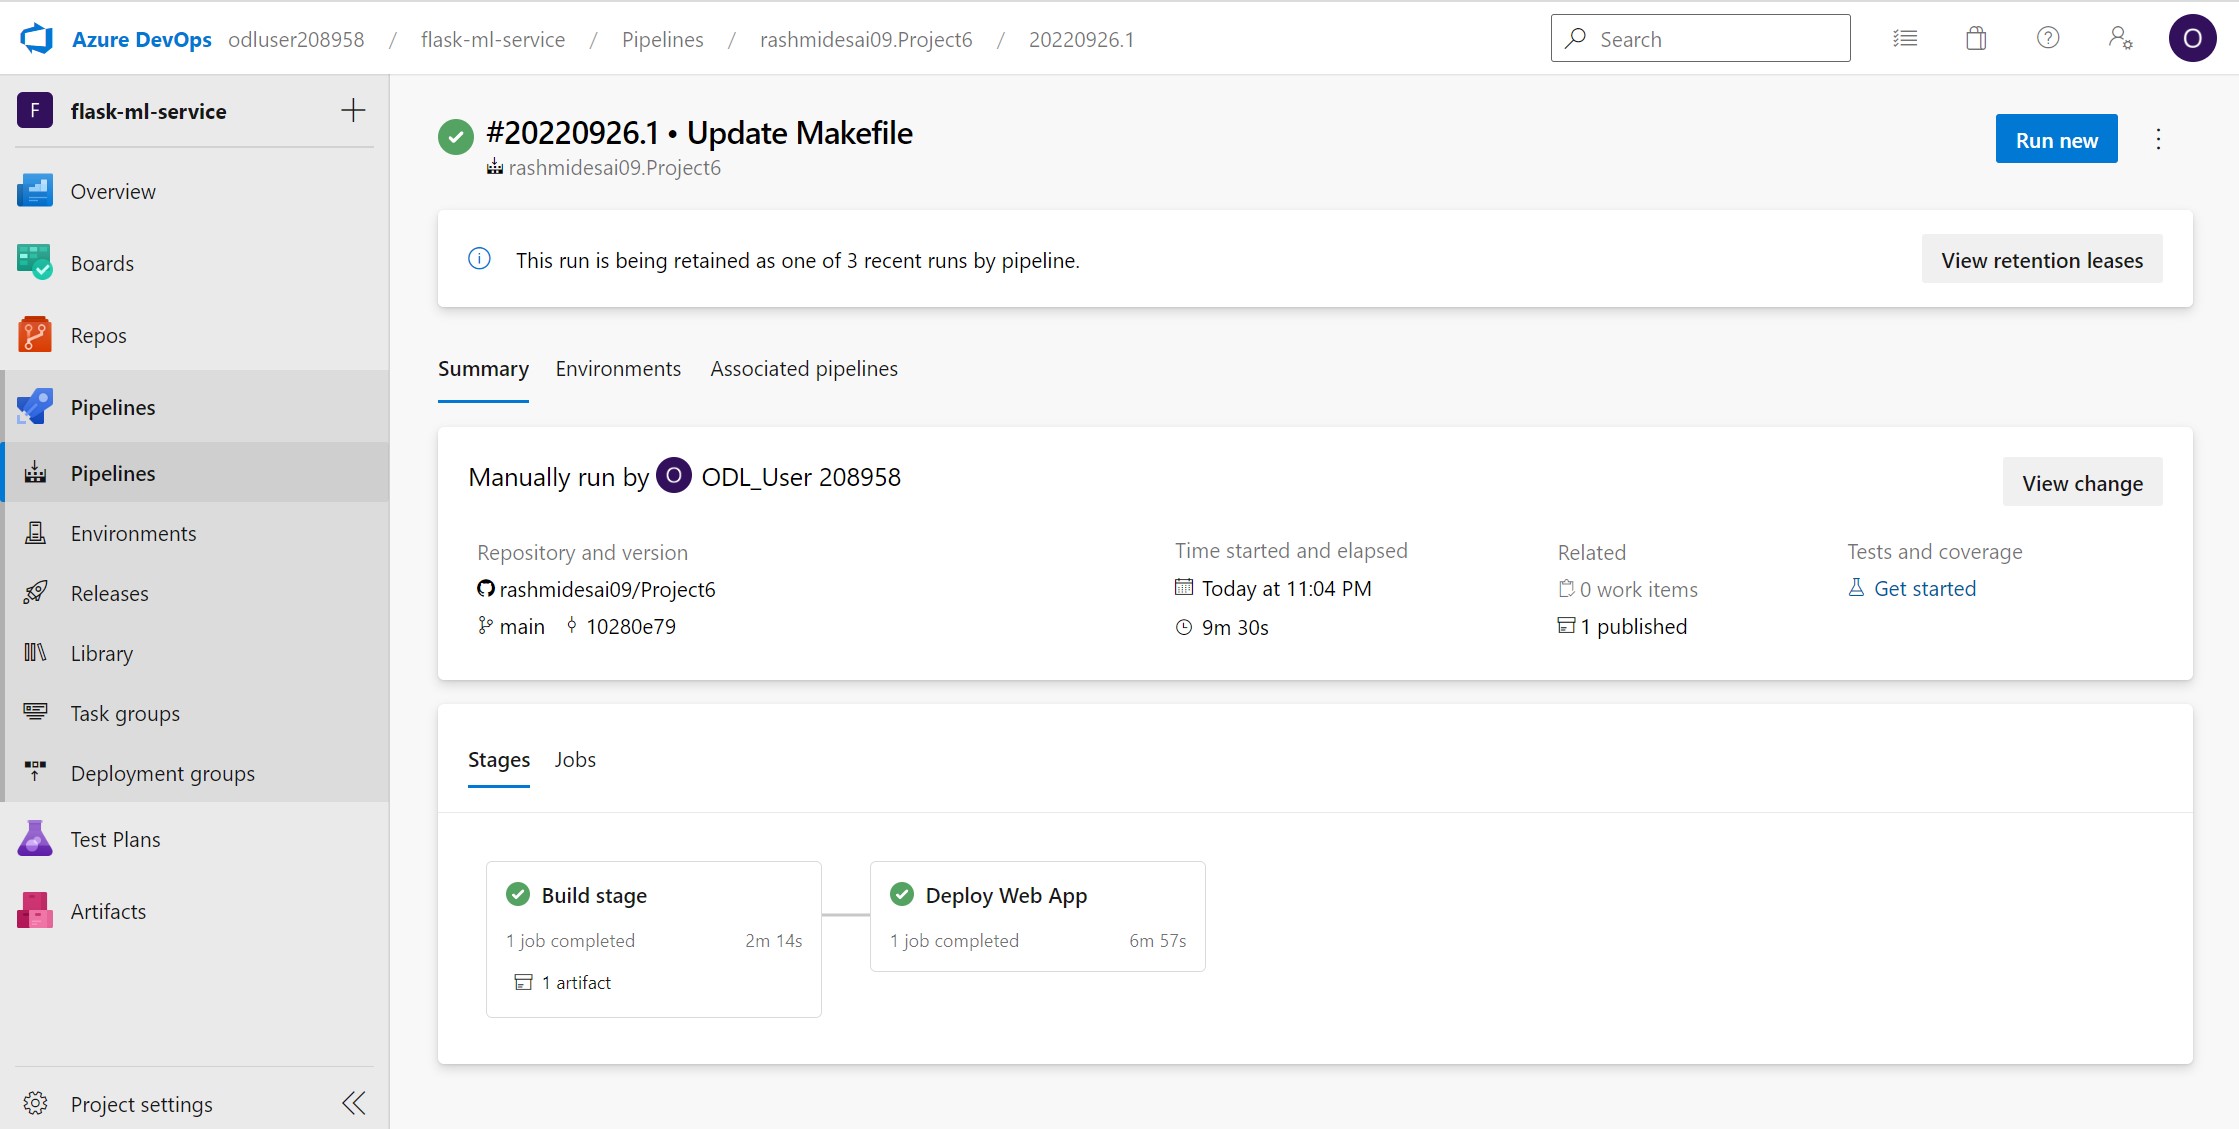 Azure DevOps odluser208958 / flask-ml-service / Pipelines / rashmidesai09.Project6 / 20220926.1
Search
O
F flask-ml-service
Overview
Boards
Repos
Pipelines
Pipelines
Environments
Releases
Library
Task groups
Deployment groups
Test Plans
Artifacts
Project settings
#20220926.1 • Update Makefile
rashmidesai09.Project6
Run new
This run is being retained as one of 3 recent runs by pipeline.
View retention leases
Summary Environments Associated pipelines
Manually run by O ODL_User 208958
View change
Repository and version
rashmidesai09/Project6
main 10280e79
Time started and elapsed
Today at 11:04 PM
9m 30s
Related
0 work items
1 published
Tests and coverage
Get started
Stages Jobs
Build stage
1 job completed 2m 14s
1 artifact
Deploy Web App
1 job completed 6m 57s